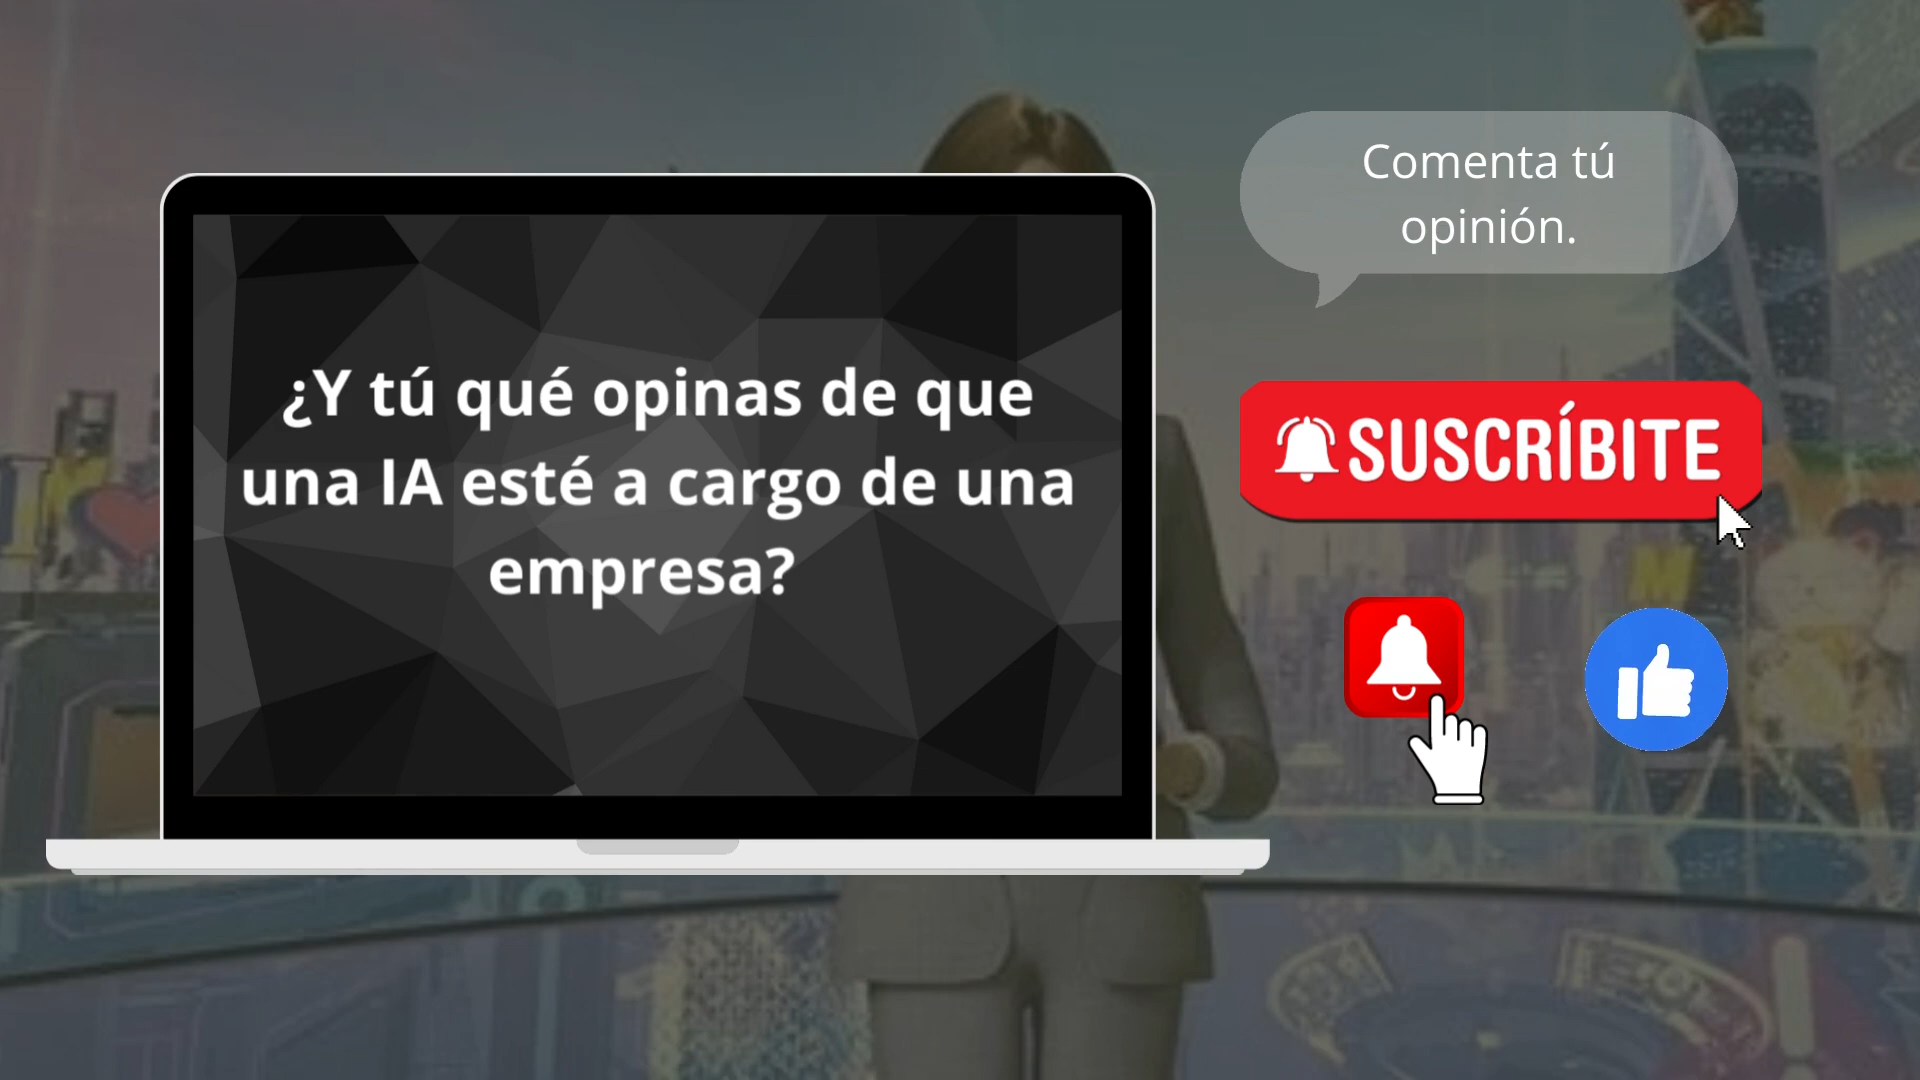 ¿Y tú qué opinas de que
una IA esté a cargo de una
empresa?
Comenta tú
opinión.
SUSCRÍBITE